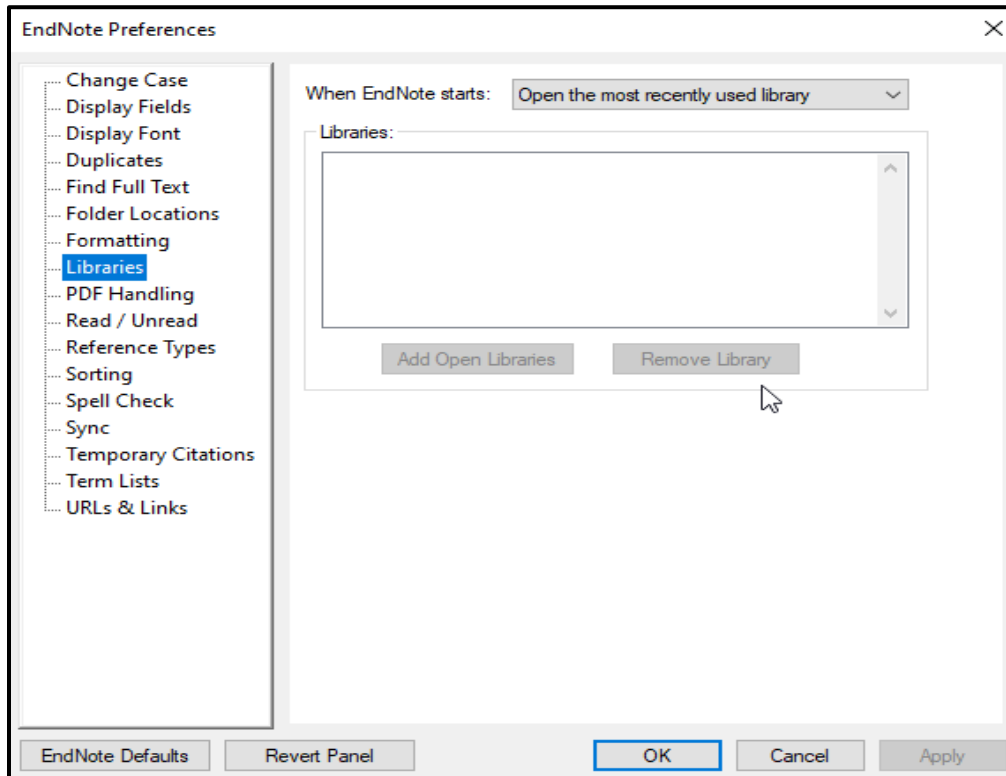 EndNote Preferences
Change Case
Display Fields
Display Font
Duplicates
Find Full Text
Folder Locations
Formatting
Libraries
PDF Handling
Read / Unread
Reference Types
Sorting
Spell Check
Sync
Temporary Citations
Term Lists
URLs & Links
When EndNote starts: Open the most recently used library
Libraries:
Add Open Libraries Remove Library
EndNote Defaults Revert Panel OK Cancel Apply